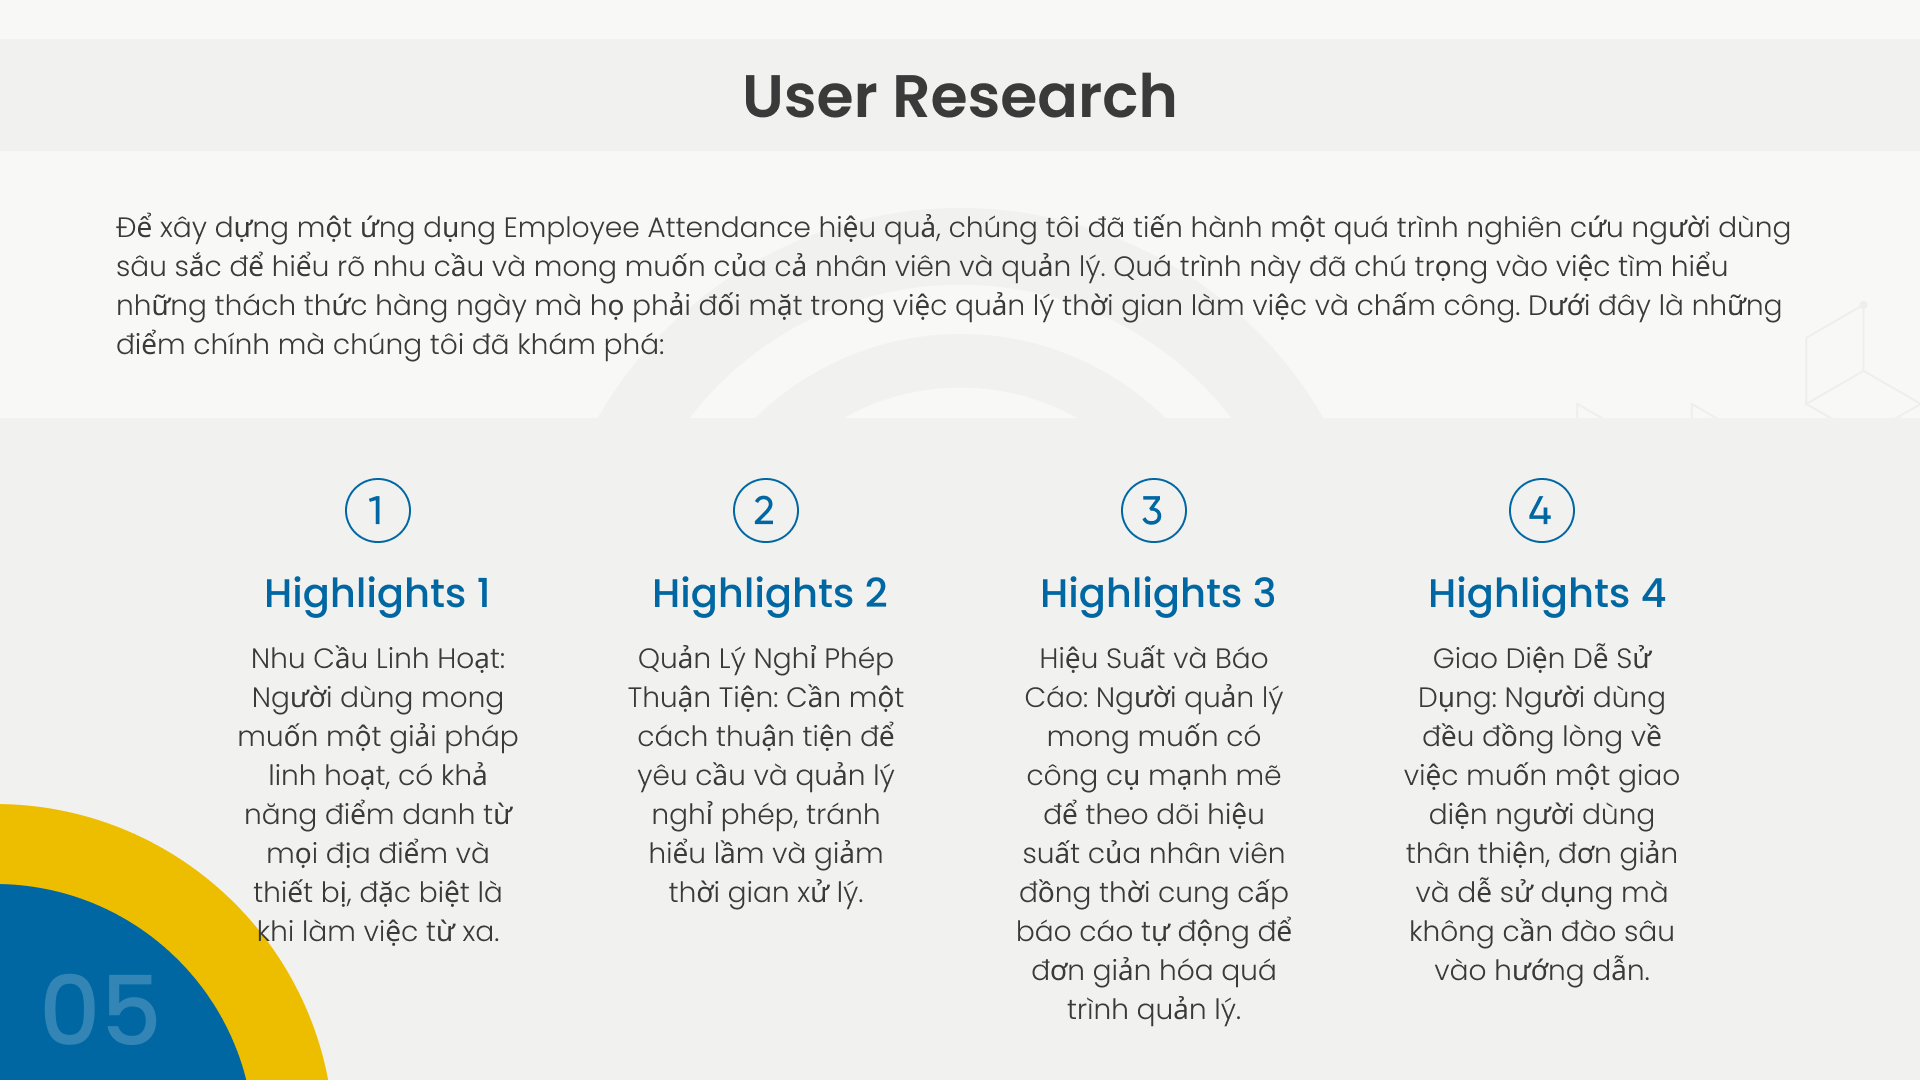 User Research
Để xây dựng một ứng dụng Employee Attendance hiệu quả, chúng tôi đã tiến hành một quá trình nghiên cứu người dùng
sâu sắc để hiểu rõ nhu cầu và mong muốn của cả nhân viên và quản lý. Quá trình này đã chú trọng vào việc tìm hiểu
những thách thức hàng ngày mà họ phải đối mặt trong việc quản lý thời gian làm việc và chấm công. Dưới đây là những
điểm chính mà chúng tôi đã khám phá:
1
Highlights 1
Nhu Cầu Linh Hoạt:
Người dùng mong
muốn một giải pháp
linh hoạt, có khả
năng điểm danh từ
mọi địa điểm và
thiết bị, đặc biệt là
khi làm việc từ xa.
2
Highlights 2
Quản Lý Nghỉ Phép
Thuận Tiện: Cần một
cách thuận tiện để
yêu cầu và quản lý
nghỉ phép, tránh
hiểu lầm và giảm
thời gian xử lý.
3
Highlights 3
Hiệu Suất và Báo
Cáo: Người quản lý
mong muốn có
công cụ mạnh mẽ
để theo dõi hiệu
suất của nhân viên
đồng thời cung cấp
báo cáo tự động để
đơn giản hóa quá
trình quản lý.
4
Highlights 4
Giao Diện Dễ Sử
Dụng: Người dùng
đều đồng lòng về
việc muốn một giao
diện người dùng
thân thiện, đơn giản
và dễ sử dụng mà
không cần đào sâu
vào hướng dẫn.
05